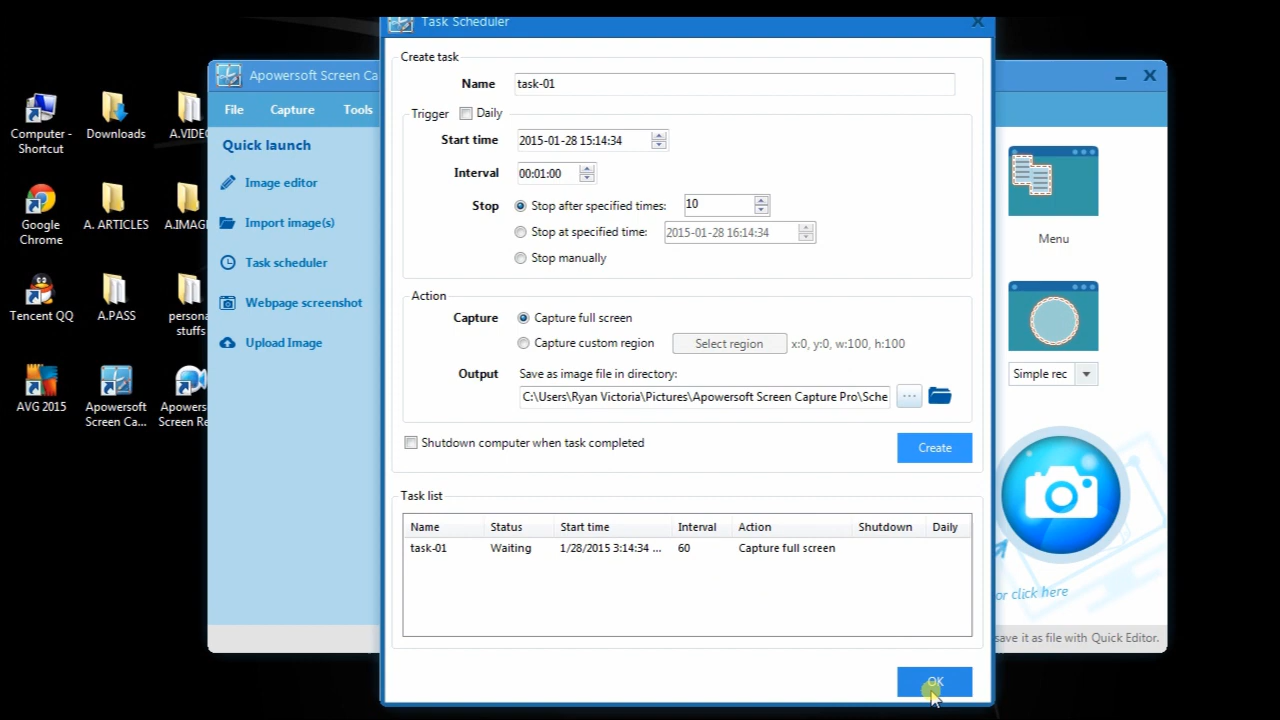 Task Scheduler
Create task
Name task-01
Trigger Daily
Start time 2015-01-28 15:14:34
Interval 00:01:00
Stop Stop after specified times: 10
Stop at specified time: 2015-01-28 16:14:34
Stop manually
Action
Capture Capture full screen
Capture custom region Select region x:0, y:0, w:100, h:100
Output Save as image file in directory:
C:\Users\Ryan Victoria\Pictures\Apowersoft Screen Capture Pro\Sche ...
Shutdown computer when task completed
Create
Task list
Name Status Start time Interval Action Shutdown Daily
task-01 Waiting 1/28/2015 3:14:34 ... 60 Capture full screen
OK
Apowersoft Screen Ca
File Capture Tools
Quick launch
Image editor
Import image(s)
Task scheduler
Webpage screenshot
Upload Image
Menu
Simple rec
or click here
save it as file with Quick Editor.
Computer -
Shortcut
Downloads
A.VIDEO
Google
Chrome
A. ARTICLES
A.IMAG
Tencent QQ
A.PASS
persona
stuffs
AVG 2015
Apowersoft
Screen Ca...
Apowers
Screen Re